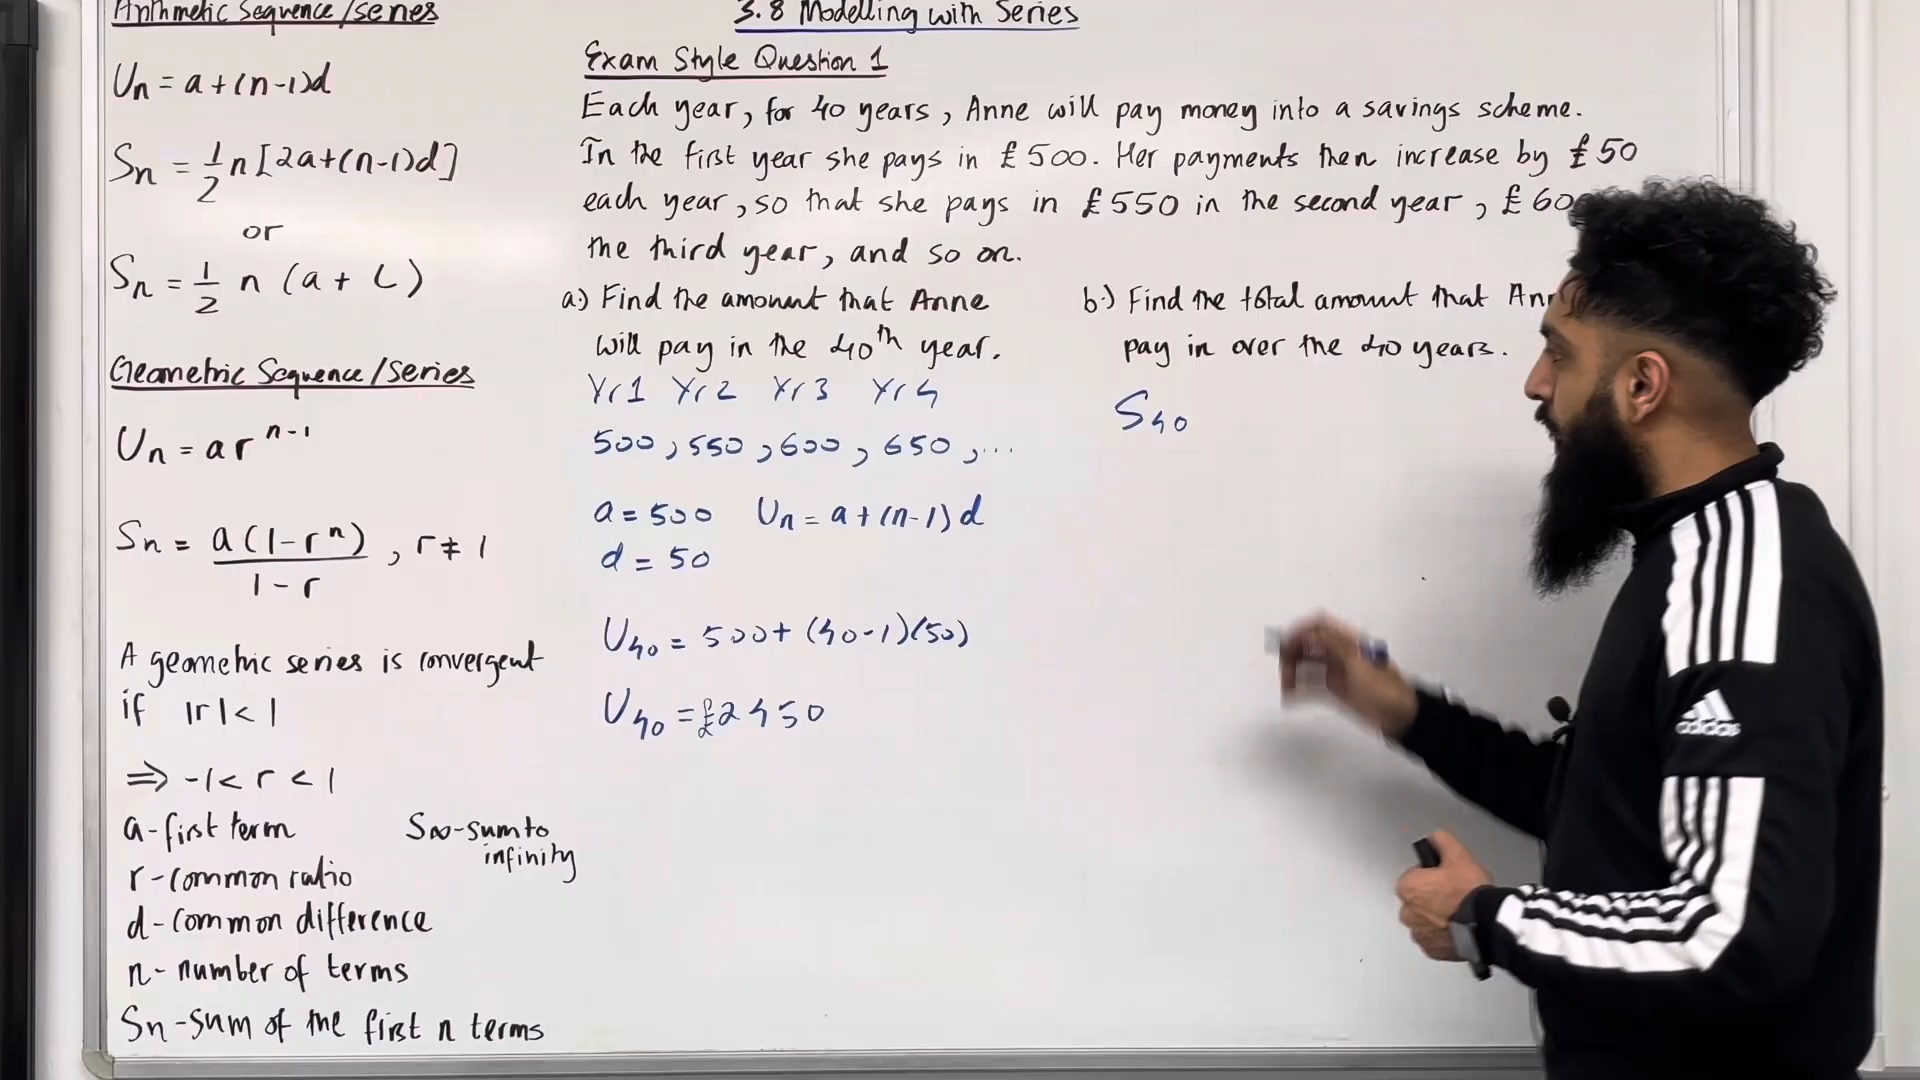 Arithmetic Sequence/series
Un = a+(n-1)d
Sn = 1/2 n[2a+(n-1)d]
or
Sn = 1/2 n (a + L)
Geometric Sequence/Series
Un = ar^n-1
Sn = a(1-r^n)/1-r , r≠1
A geometric series is convergent
if |r|<1
⇒ -1< r < 1
a-first term
r-common ratio
d-common difference
n- number of terms
Sn-sum of the first n terms
S∞-sum to
infinity
3.8 Modelling with Series
Exam Style Question 1
Each year, for 40 years, Anne will pay money into a savings scheme.
In the first year she pays in £500. Her payments then increase by £50
each year, so that she pays in £550 in the second year, £60
the third year, and so on.
a.) Find the amount that Anne
will pay in the 40th year.
Yr1 Yr2 Yr3 Yr4
500, 550, 600, 650, ...
a = 500 Un = a+(n-1)d
d = 50
U40 = 500+(40-1)(50)
U40 = £2450
b.) Find the total amount that
pay in over the 40 years.
S40
adidas